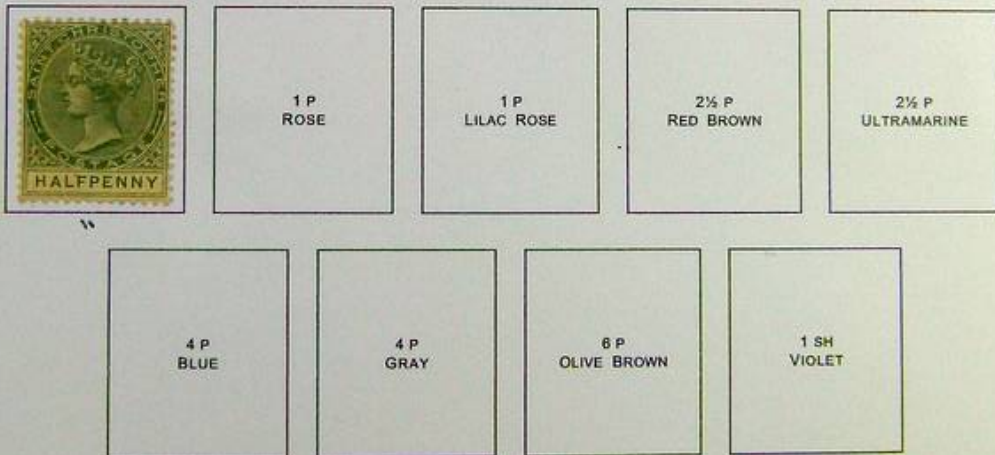 SAINT CHRISTOPHER
POSTAGE
HALFPENNY
1 P
ROSE
1 P
LILAC ROSE
2½ P
RED BROWN
2½ P
ULTRAMARINE
4 P
BLUE
4 P
GRAY
6 P
OLIVE BROWN
1 SH
VIOLET